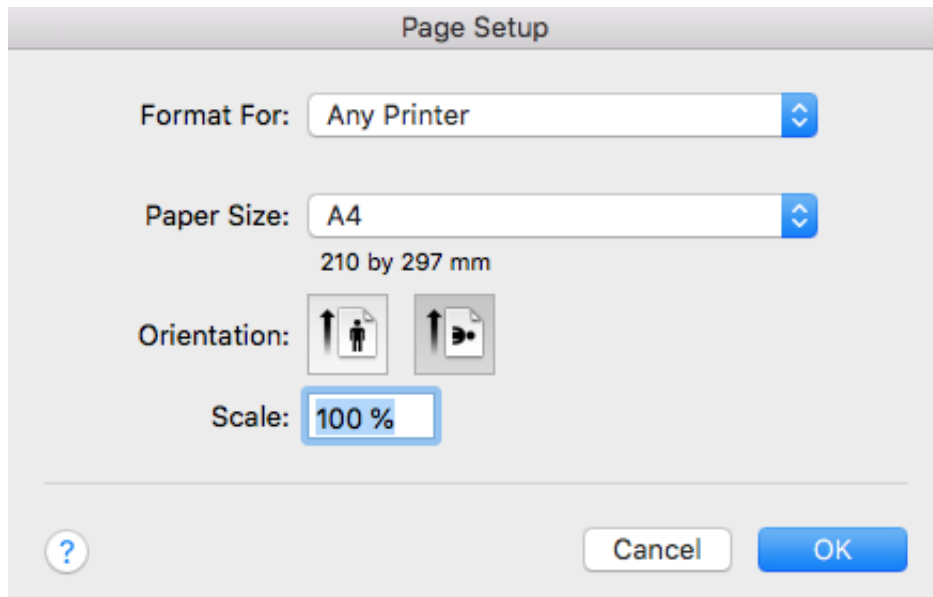 Page Setup
Format For: Any Printer
Paper Size: A4
210 by 297 mm
Orientation:
Scale: 100 %
? Cancel OK